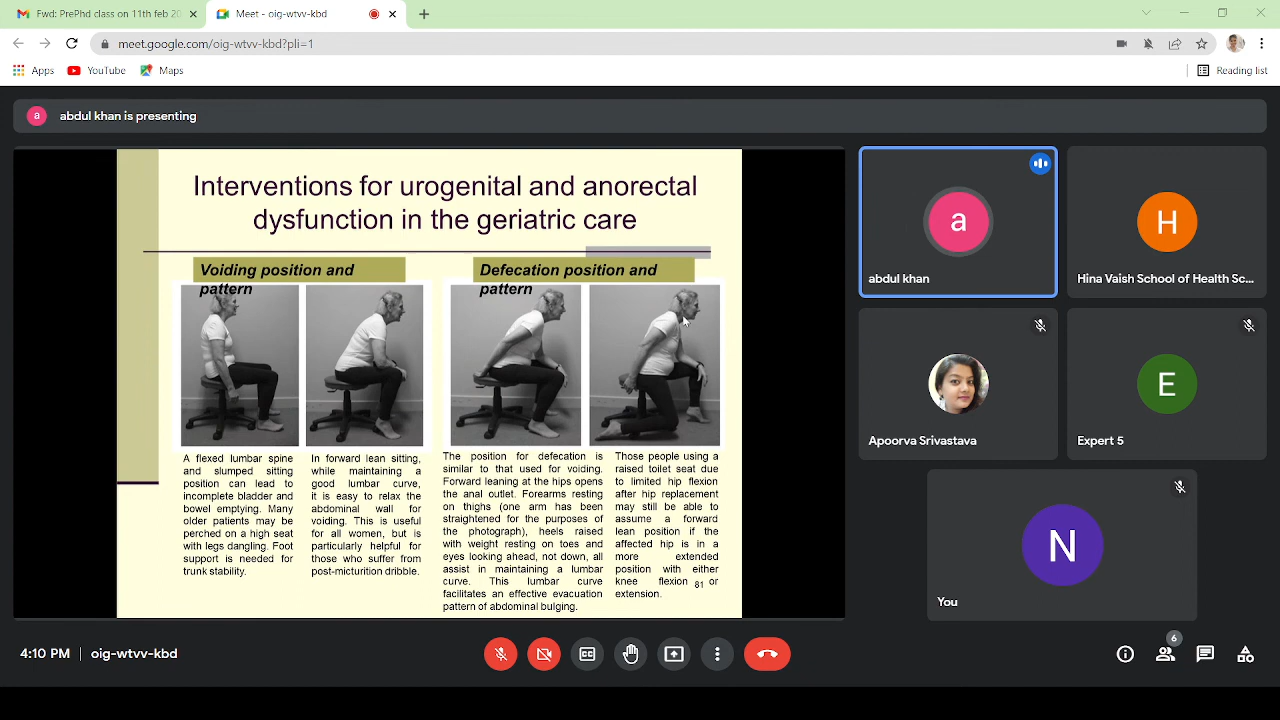 Fwd: PrePhd class on 11th feb 20
Meet - oig-wtvv-kbd
meet.google.com/oig-wtvv-kbd?pli=1
Apps
YouTube
Maps
Reading list
a
abdul khan is presenting
Interventions for urogenital and anorectal
dysfunction in the geriatric care
Voiding position and
pattern
A flexed lumbar spine
and slumped sitting
position can lead to
incomplete bladder and
bowel emptying. Many
older patients may be
perched on a high seat
with legs dangling. Foot
support is needed for
trunk stability.
In forward lean sitting,
while maintaining a
good lumbar curve,
it is easy to relax the
abdominal wall for
voiding. This is useful
for all women, but is
particularly helpful for
those who suffer from
post-micturition dribble.
Defecation position and
pattern
The position for defecation is
similar to that used for voiding.
Forward leaning at the hips opens
the anal outlet. Forearms resting
on thighs (one arm has been
straightened for the purposes of
the photograph), heels raised
with weight resting on toes and
eyes looking ahead, not down, all
assist in maintaining a lumbar
curve. This lumbar curve
facilitates an effective evacuation
pattern of abdominal bulging.
Those people using a
raised toilet seat due
to limited hip flexion
after hip replacement
may still be able to
assume a forward
lean position if the
affected hip is in a
more extended
position with either
knee flexion or
extension.
81
a
abdul khan
H
Hina Vaish School of Health Sc...
Apoorva Srivastava
E
Expert 5
N
You
4:10 PM
oig-wtvv-kbd
CC
6